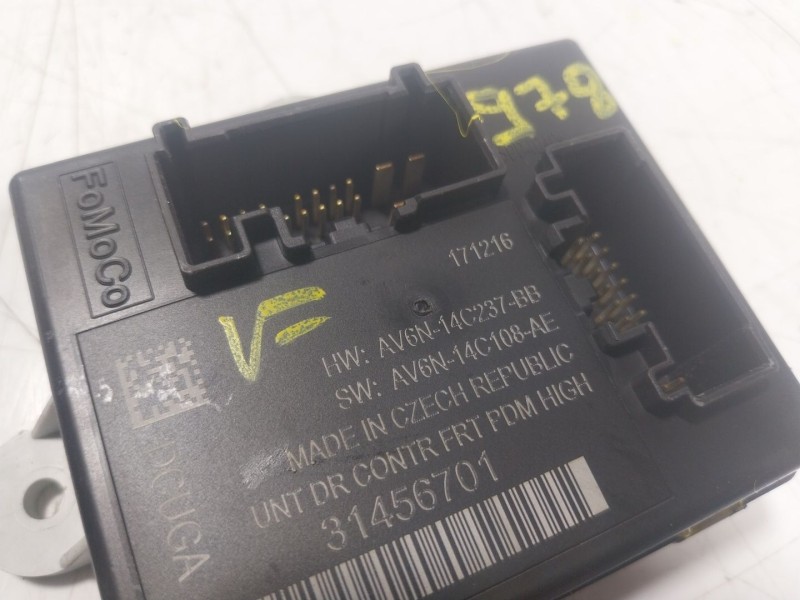 978
FoMoCo
171216
V=
HW: AV6N-14C237-BB
SW: AV6N-14C108-AE
MADE IN CZECH REPUBLIC
UNT DR CONTR FRT PDM HIGH
31456701
DCUGA